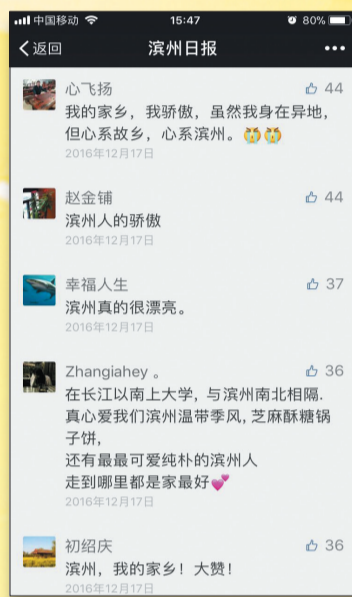 中国移动 15:47 80%
返回 滨州日报
心飞扬 44
我的家乡，我骄傲，虽然我身在异地，
但心系故乡，心系滨州。😭😭
2016年12月17日
赵金铺 44
滨州人的骄傲
2016年12月17日
幸福人生 37
滨州真的很漂亮。
2016年12月17日
Zhangiahey 。 36
在长江以南上大学，与滨州南北相隔.
真心爱我们滨州温带季风,芝麻酥糖锅
子饼,
还有最最可爱纯朴的滨州人
走到哪里都是家最好💕
2016年12月17日
初绍庆 36
滨州，我的家乡！大赞！
2016年12月17日